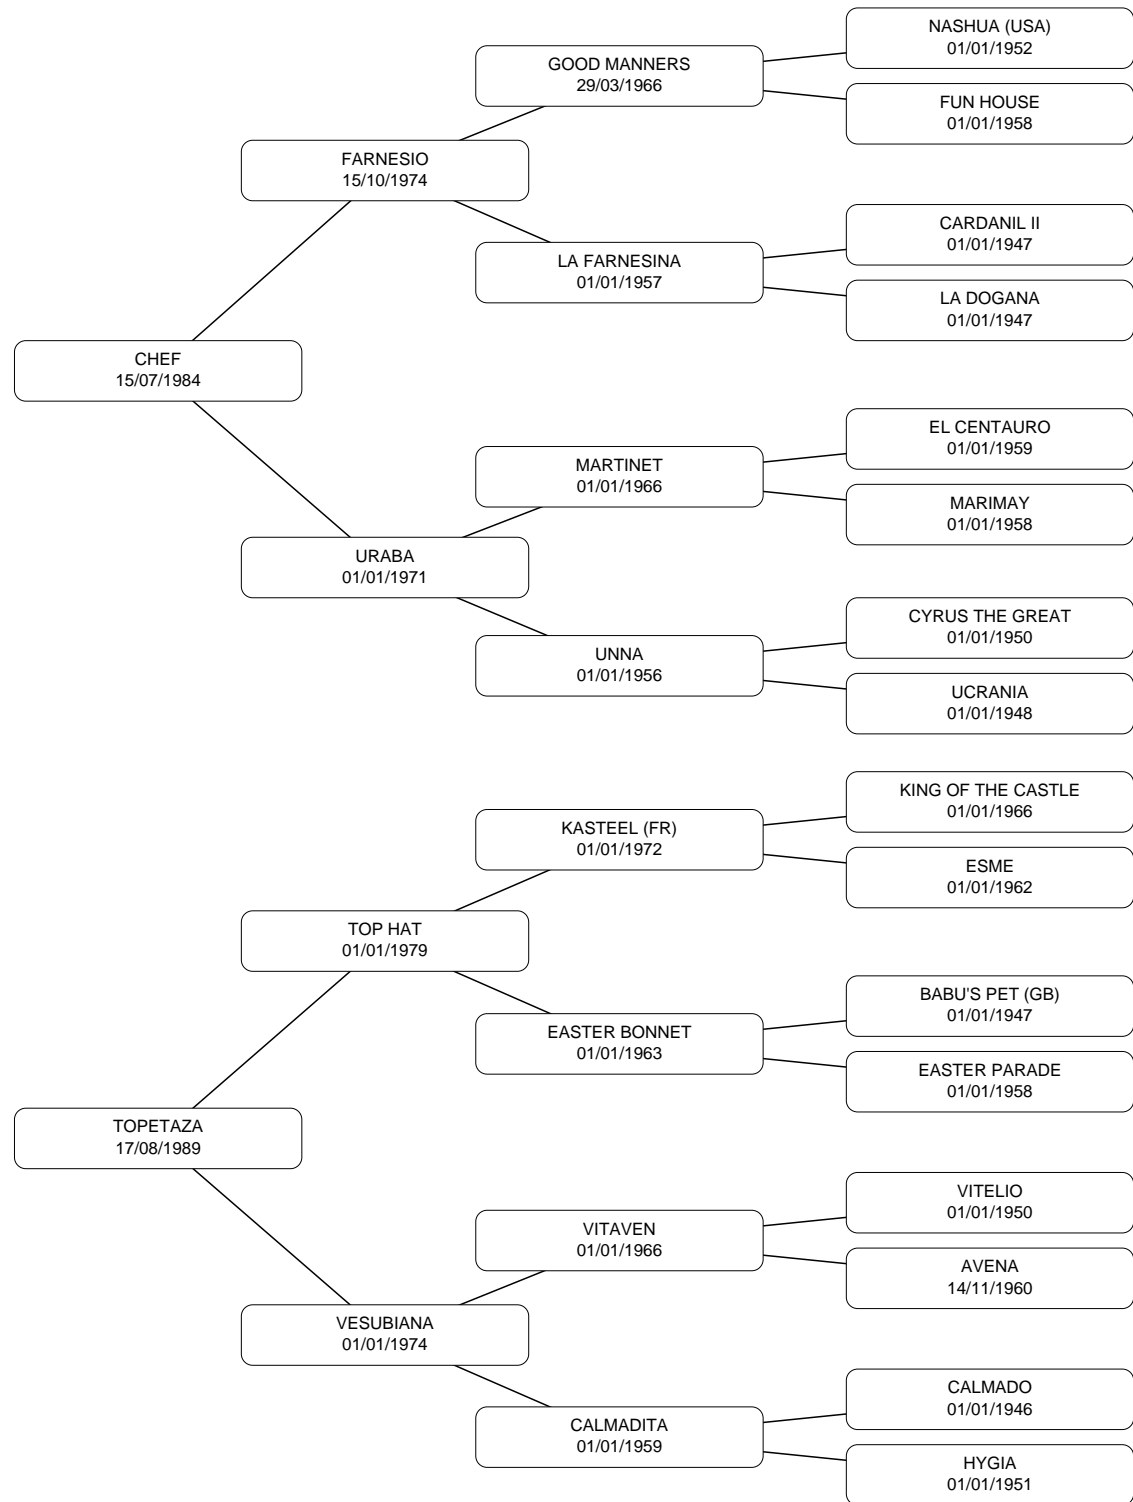 NASHUA (USA)
01/01/1952
GOOD MANNERS
29/03/1966
FUN HOUSE
01/01/1958
FARNESIO
15/10/1974
CARDANIL II
01/01/1947
LA FARNESINA
01/01/1957
LA DOGANA
01/01/1947
CHEF
15/07/1984
EL CENTAURO
01/01/1959
MARTINET
01/01/1966
MARIMAY
01/01/1958
URABA
01/01/1971
CYRUS THE GREAT
01/01/1950
UNNA
01/01/1956
UCRANIA
01/01/1948
KING OF THE CASTLE
01/01/1966
KASTEEL (FR)
01/01/1972
ESME
01/01/1962
TOP HAT
01/01/1979
BABU'S PET (GB)
01/01/1947
EASTER BONNET
01/01/1963
EASTER PARADE
01/01/1958
TOPETAZA
17/08/1989
VITELIO
01/01/1950
VITAVEN
01/01/1966
AVENA
14/11/1960
VESUBIANA
01/01/1974
CALMADO
01/01/1946
CALMADITA
01/01/1959
HYGIA
01/01/1951